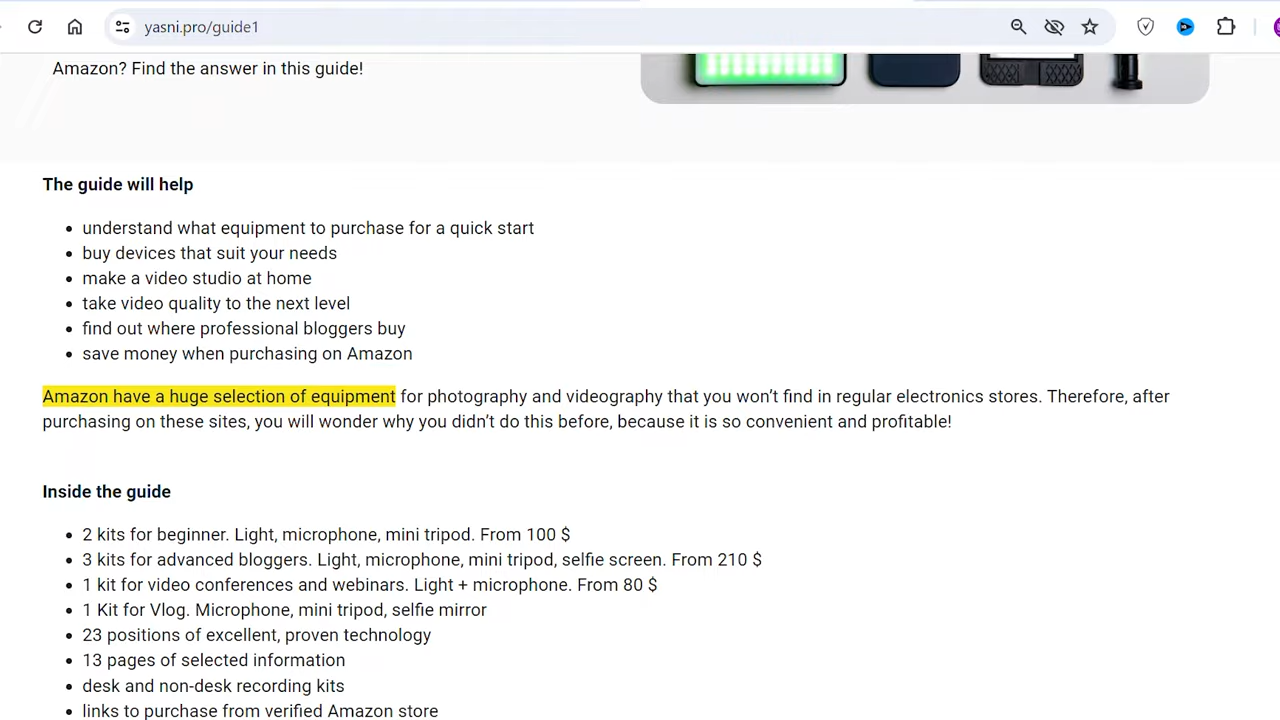 yasni.pro/guide1
Amazon? Find the answer in this guide!
The guide will help
understand what equipment to purchase for a quick start
buy devices that suit your needs
make a video studio at home
take video quality to the next level
find out where professional bloggers buy
save money when purchasing on Amazon
Amazon have a huge selection of equipment for photography and videography that you won’t find in regular electronics stores. Therefore, after
purchasing on these sites, you will wonder why you didn’t do this before, because it is so convenient and profitable!
Inside the guide
2 kits for beginner. Light, microphone, mini tripod. From 100 $
3 kits for advanced bloggers. Light, microphone, mini tripod, selfie screen. From 210 $
1 kit for video conferences and webinars. Light + microphone. From 80 $
1 Kit for Vlog. Microphone, mini tripod, selfie mirror
23 positions of excellent, proven technology
13 pages of selected information
desk and non-desk recording kits
links to purchase from verified Amazon store